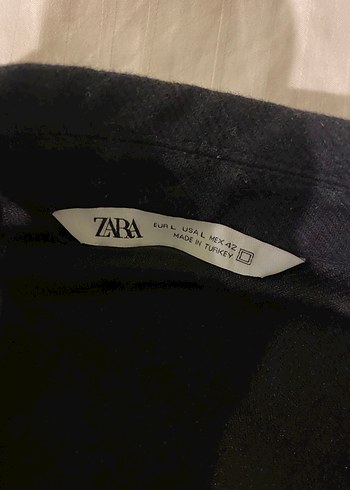 ZARA
EUR L USA L MEX 42
MADE IN TURKEY